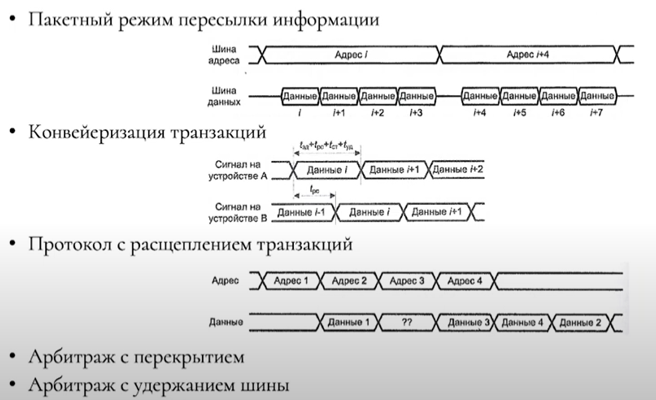 • Пакетный режим пересылки информации
Шина адреса
Адрес i
Адрес i+4
Шина данных
Данные Данные Данные Данные Данные Данные Данные Данные
i i+1 i+2 i+3 i+4 i+5 i+6 i+7
• Конвейеризация транзакций
Сигнал на устройстве А
Данные i Данные i+1 Данные i+2
Сигнал на устройстве В
tрс
Данные i-1 Данные i Данные i+1
• Протокол с расщеплением транзакций
Адрес
Адрес 1 Адрес 2 Адрес 3 Адрес 4
Данные
Данные 1 ?? Данные 3 Данные 4 Данные 2
• Арбитраж с перекрытием
• Арбитраж с удержанием шины